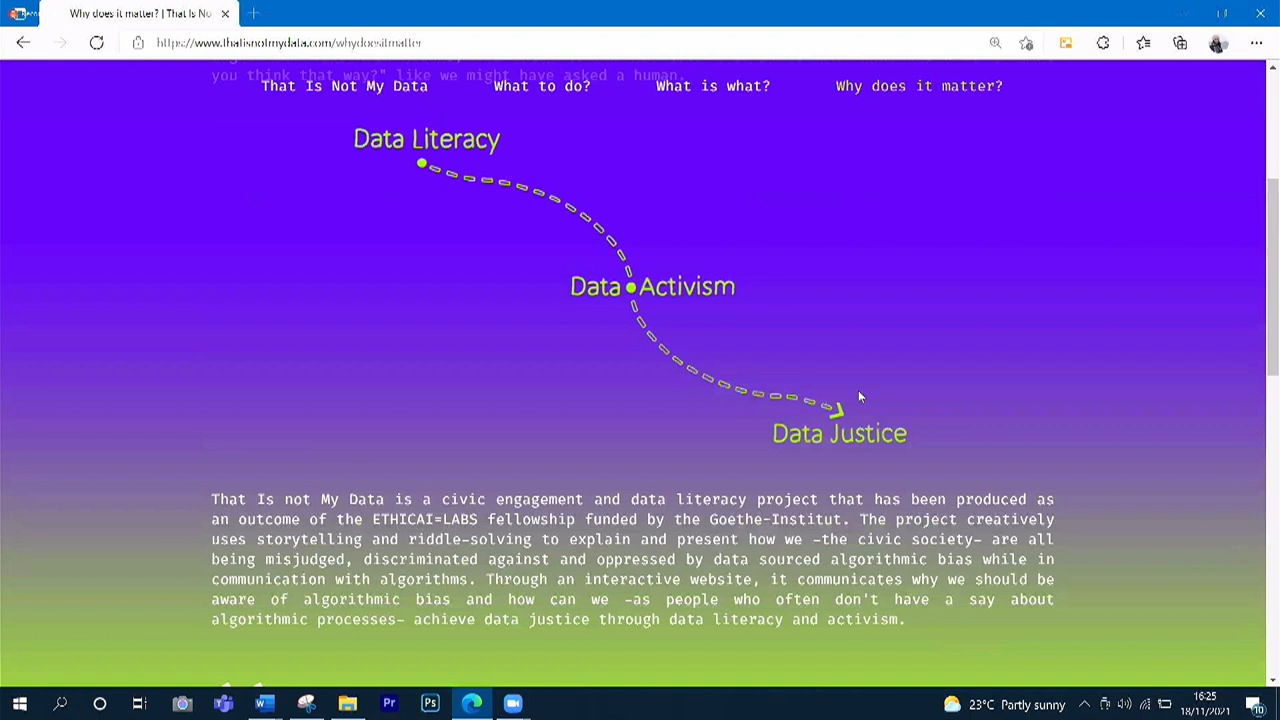 Why does it matter? | That Is No
https://www.thatisnotmydata.com/whydoesitmatter
you think that way?" like we might have asked a human.
That Is Not My Data What to do? What is what? Why does it matter?
Data Literacy
Data Activism
Data Justice
That Is not My Data is a civic engagement and data literacy project that has been produced as
an outcome of the ETHICAI=LABS fellowship funded by the Goethe-Institut. The project creatively
uses storytelling and riddle-solving to explain and present how we -the civic society- are all
being misjudged, discriminated against and oppressed by data sourced algorithmic bias while in
communication with algorithms. Through an interactive website, it communicates why we should be
aware of algorithmic bias and how can we -as people who often don't have a say about
algorithmic processes- achieve data justice through data literacy and activism.
23°C Partly sunny
16:25
18/11/2021
10